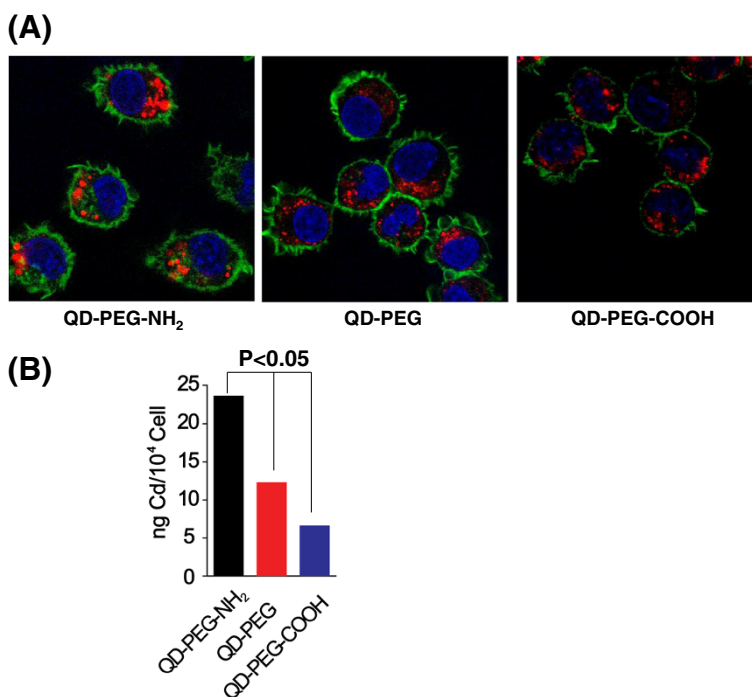 (A)
QD-PEG-NH₂
QD-PEG
QD-PEG-COOH
(B)
P<0.05
ng Cd/10⁴ Cell
25
20
15
10
5
0
QD-PEG-NH₂
QD-PEG
QD-PEG-COOH